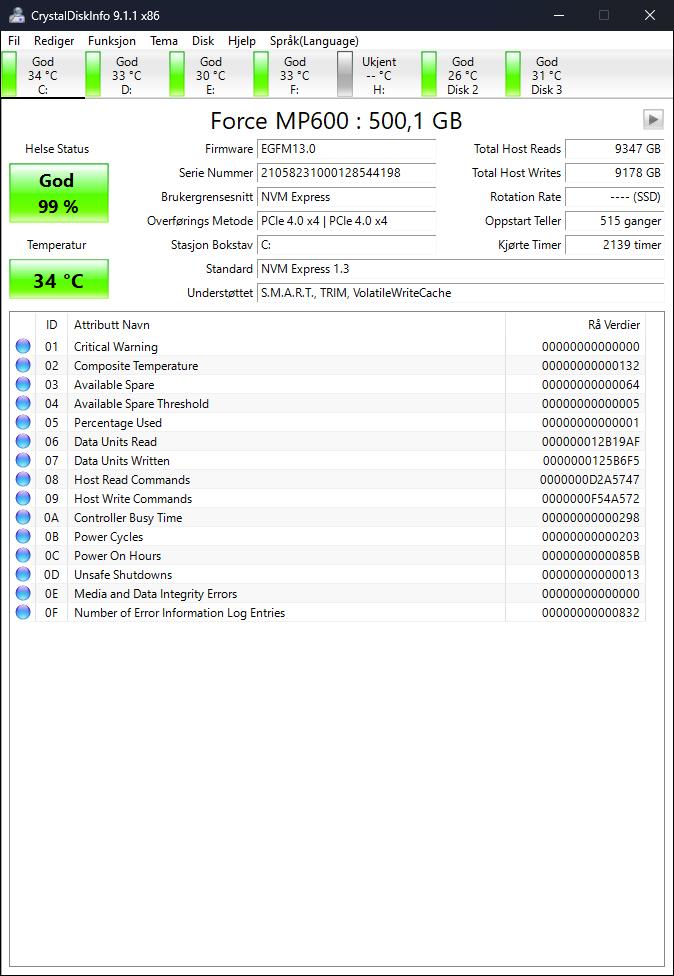 CrystalDiskInfo 9.1.1 x86
Fil Rediger Funksjon Tema Disk Hjelp Språk(Language)
God God God God Ukjent God God
34 °C 33 °C 30 °C 33 °C -- °C 26 °C 31 °C
C: D: E: F: H: Disk 2 Disk 3
Force MP600 : 500,1 GB
Helse Status Firmware EGFM13.0 Total Host Reads 9347 GB
God Serie Nummer 21058231000128544198 Total Host Writes 9178 GB
99 % Brukergrensesnitt NVM Express Rotation Rate ---- (SSD)
Overførings Metode PCIe 4.0 x4 | PCIe 4.0 x4 Oppstart Teller 515 ganger
Temperatur Stasjon Bokstav C: Kjørte Timer 2139 timer
34 °C Standard NVM Express 1.3
Understøttet S.M.A.R.T., TRIM, VolatileWriteCache
ID Attributt Navn Rå Verdier
01 Critical Warning 00000000000000
02 Composite Temperature 00000000000132
03 Available Spare 00000000000064
04 Available Spare Threshold 00000000000005
05 Percentage Used 00000000000001
06 Data Units Read 000000012B19AF
07 Data Units Written 0000000125B6F5
08 Host Read Commands 0000000D2A5747
09 Host Write Commands 0000000F54A572
0A Controller Busy Time 00000000000298
0B Power Cycles 00000000000203
0C Power On Hours 0000000000085B
0D Unsafe Shutdowns 00000000000013
0E Media and Data Integrity Errors 00000000000000
0F Number of Error Information Log Entries 00000000000832